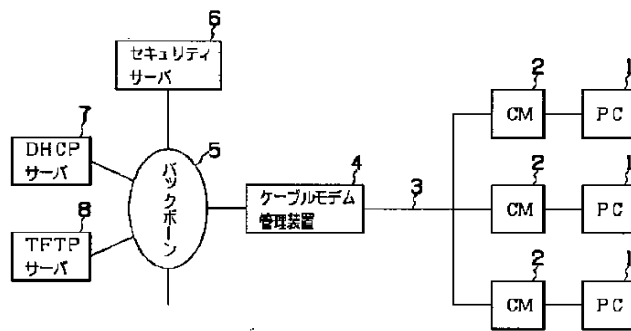 6
セキュリティ
サーバ
7
DHCP
サーバ
5
バックボーン
8
TFTP
サーバ
4
ケーブルモデム
管理装置
3
2
CM
1
PC
2
CM
1
PC
2
CM
1
PC